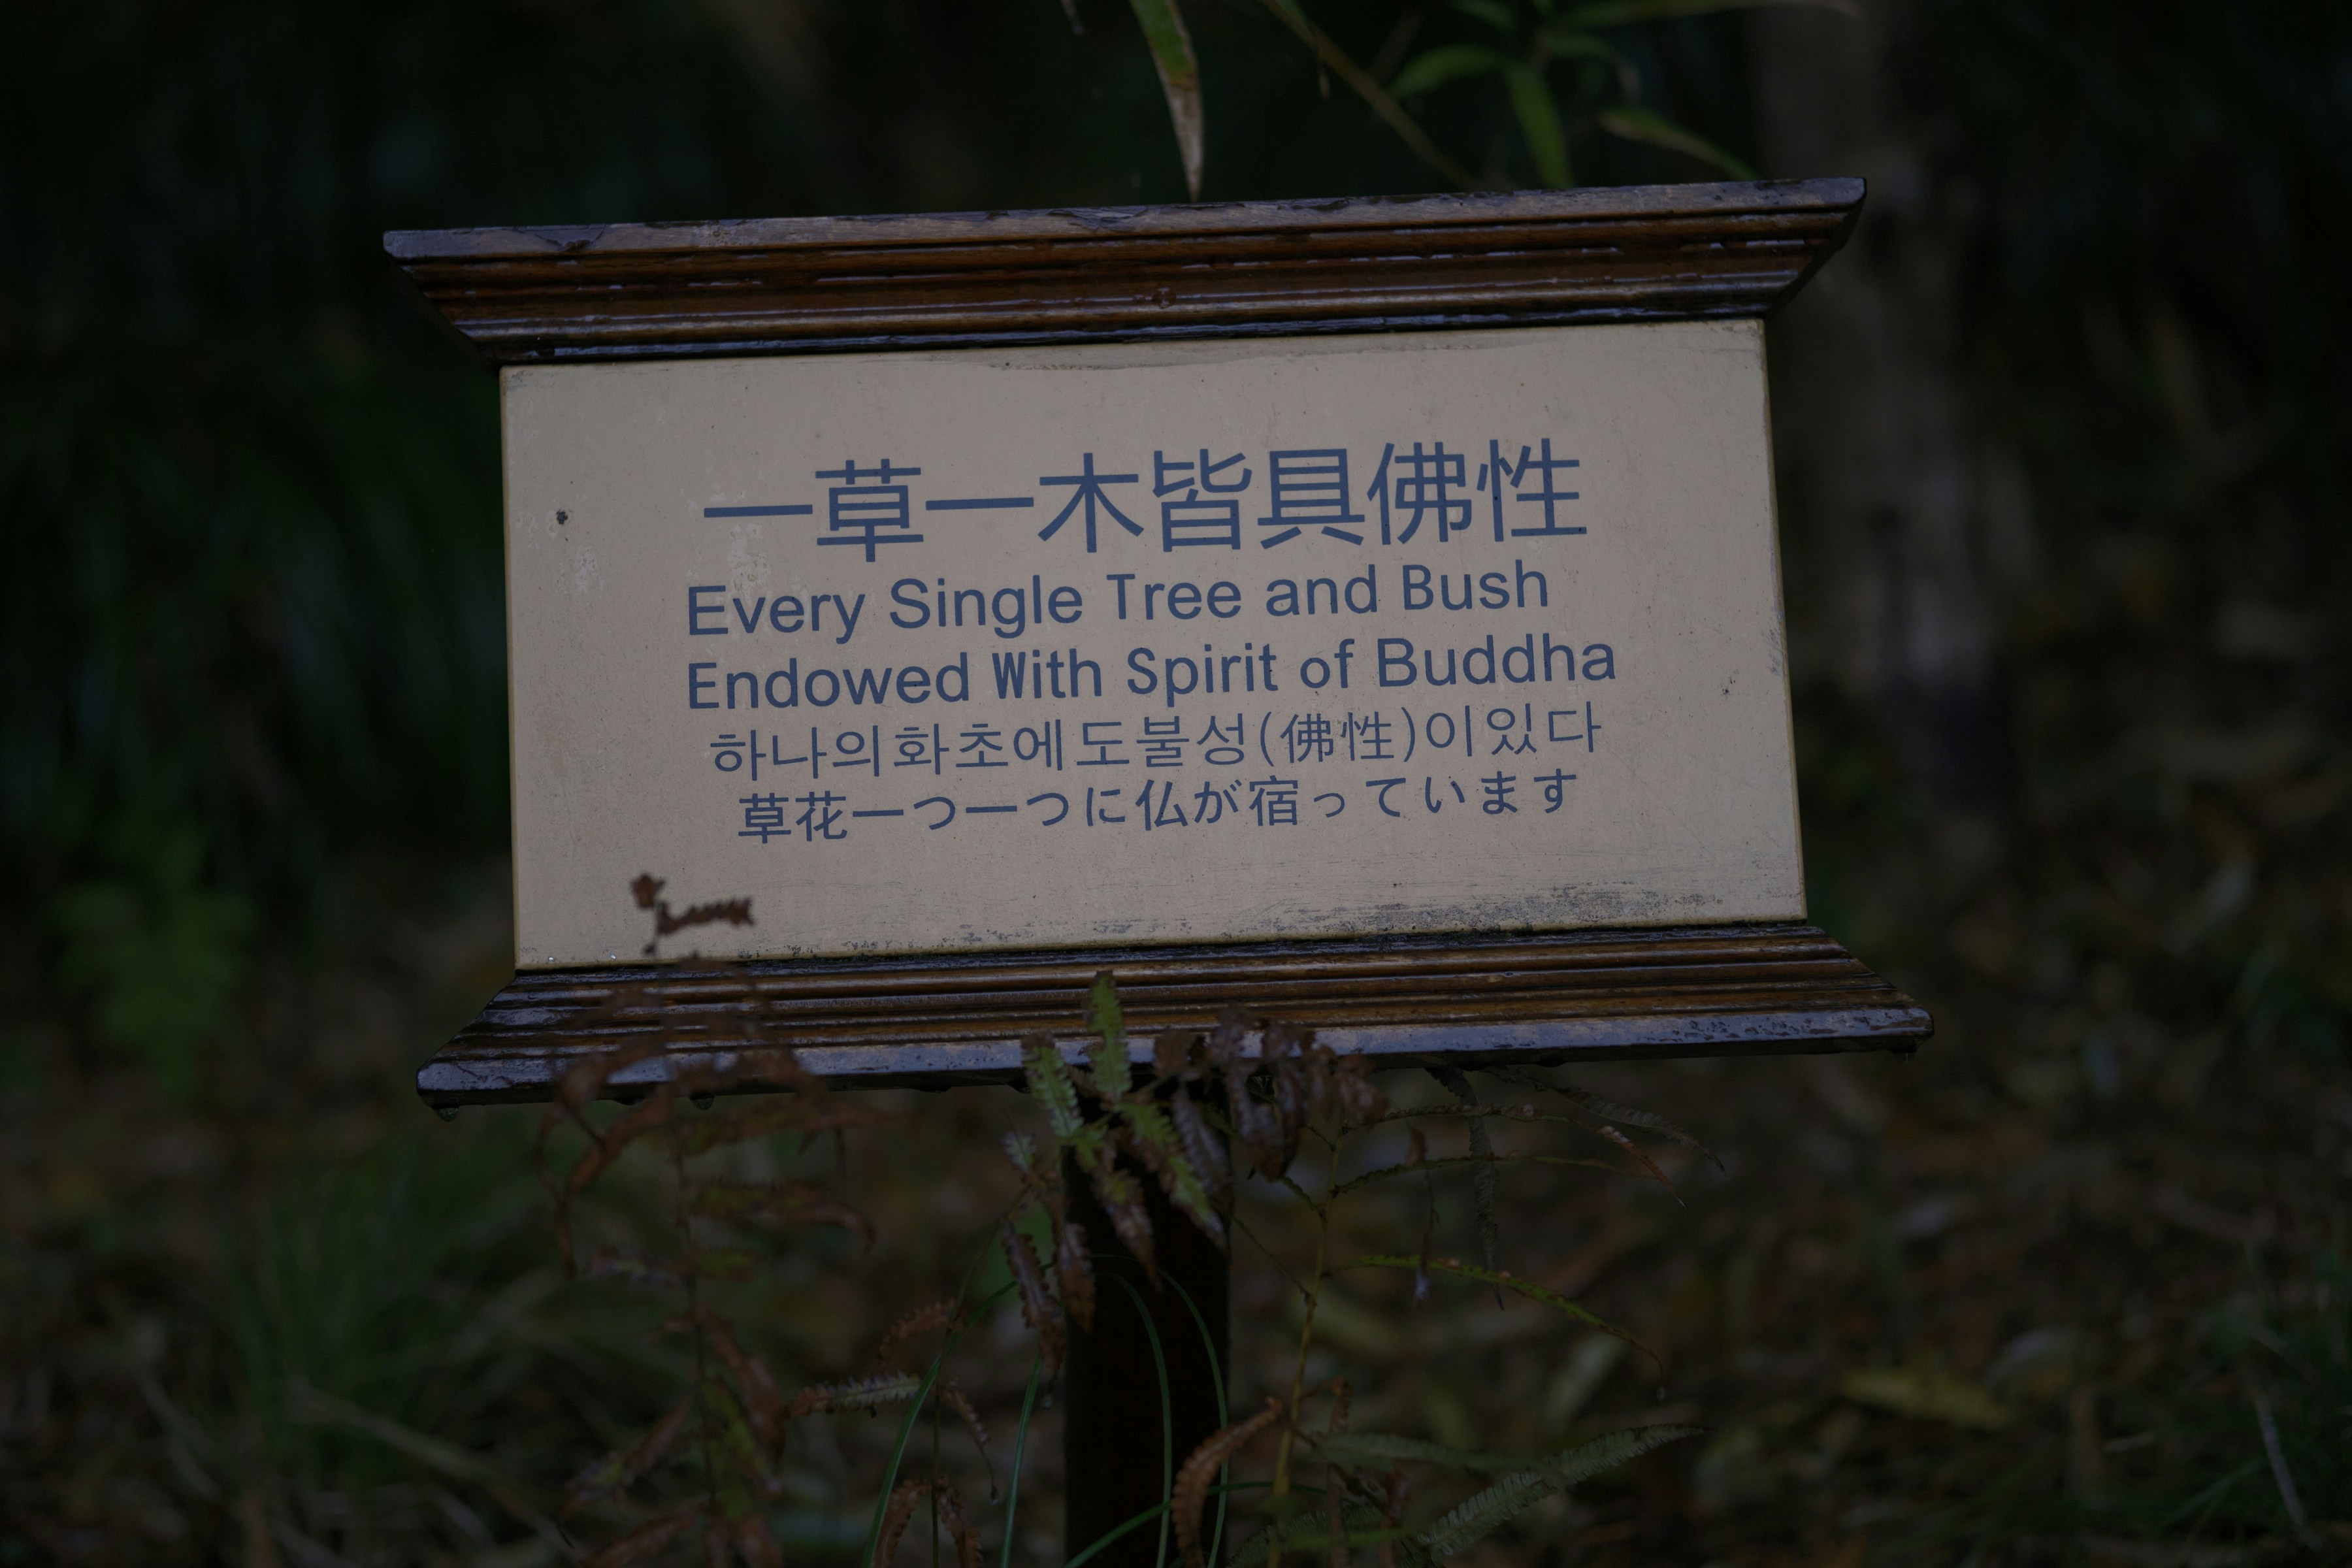 一草一木皆具佛性
Every Single Tree and Bush
Endowed With Spirit of Buddha
하나의화초에도불성(佛性)이있다
草花一つ一つに仏が宿っています